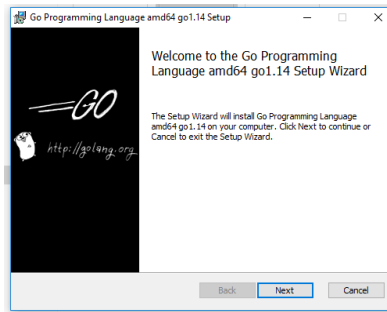 Go Programming Language amd64 go1.14 Setup
Welcome to the Go Programming
Language amd64 go1.14 Setup Wizard
The Setup Wizard will install Go Programming Language
amd64 go1.14 on your computer. Click Next to continue or
Cancel to exit the Setup Wizard.
GO
http://golang.org
Back
Next
Cancel